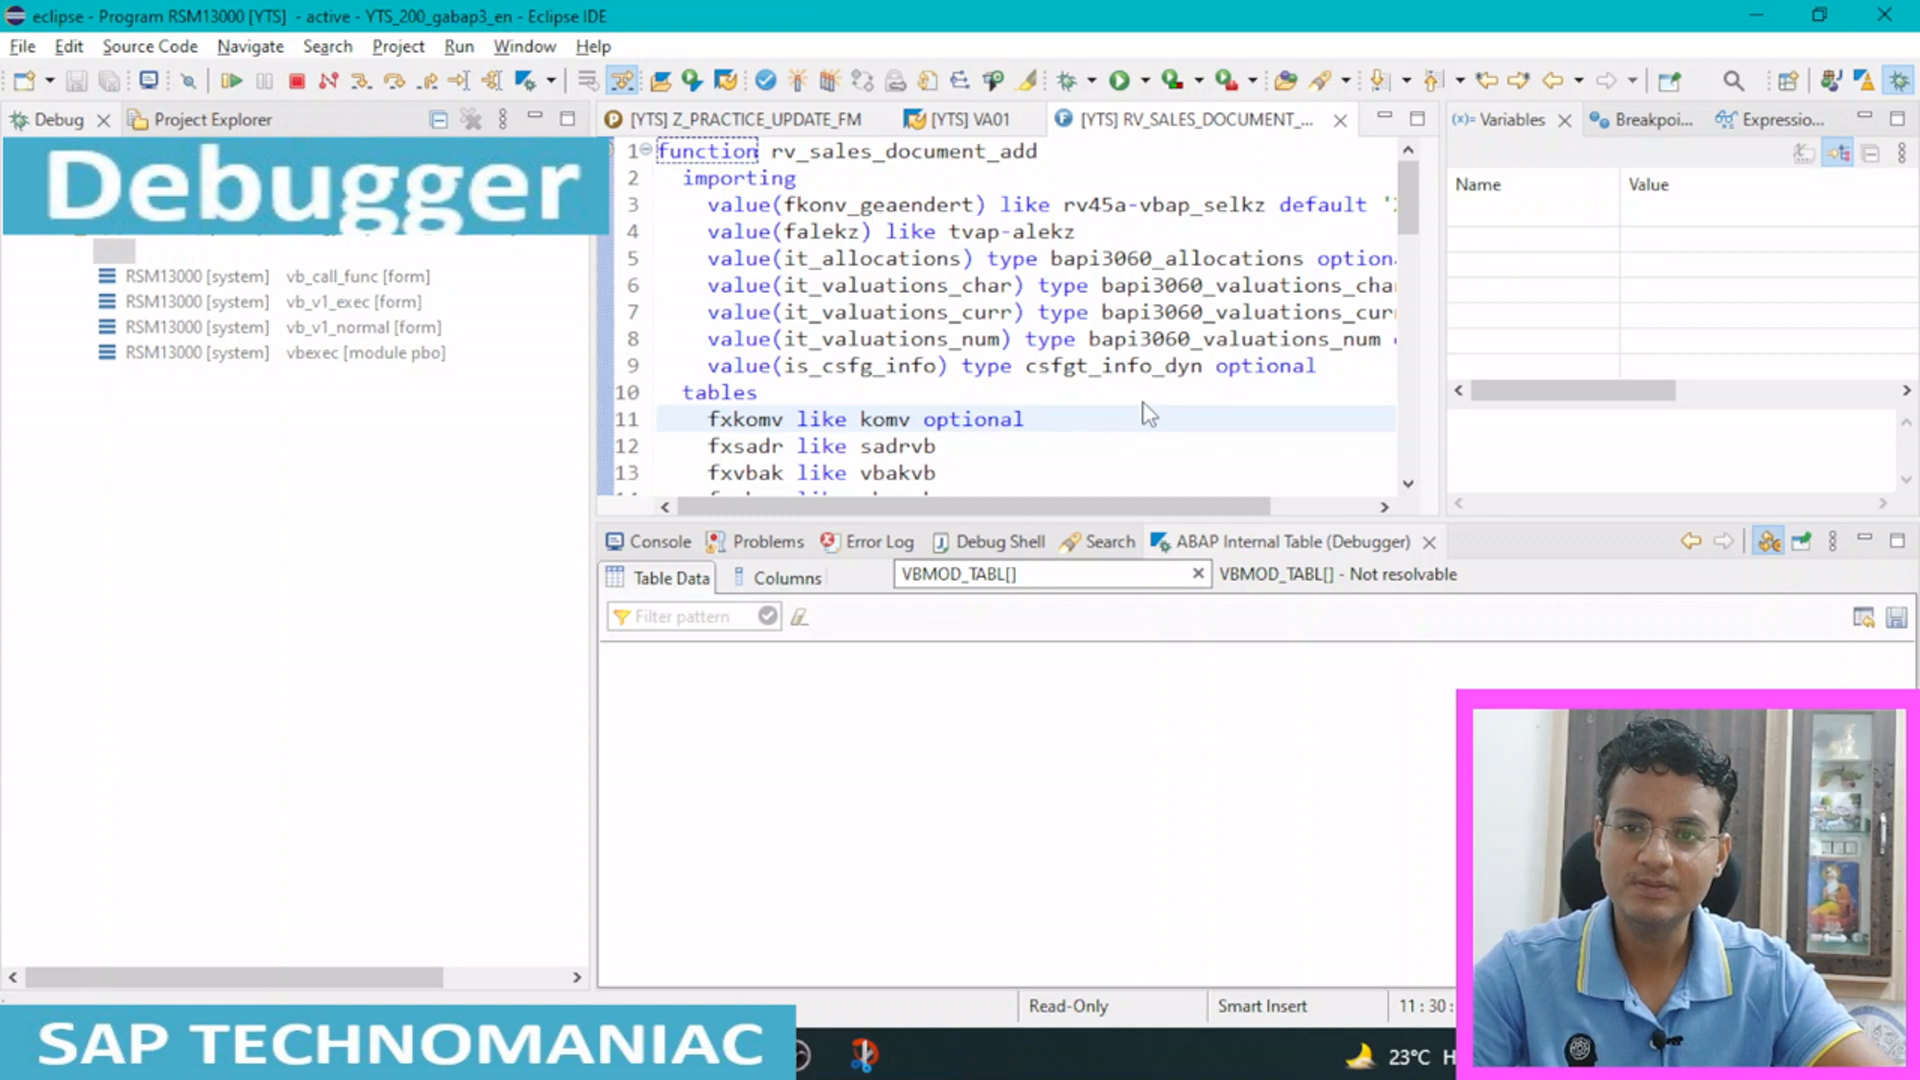 eclipse - Program RSM13000 [YTS] - active - YTS_200_gabap3_en - Eclipse IDE
File Edit Source Code Navigate Search Project Run Window Help
Debug Project Explorer
[YTS] Z_PRACTICE_UPDATE_FM [YTS] VA01 [YTS] RV_SALES_DOCUMENT_...
(x)= Variables Breakpoi... Expressio...
Debugger
RSM13000 [system] vb_call_func [form]
RSM13000 [system] vb_v1_exec [form]
RSM13000 [system] vb_v1_normal [form]
RSM13000 [system] vbexec [module pbo]
1 function rv_sales_document_add
2 importing
3 value(fkonv_geaendert) like rv45a-vbap_selkz default
4 value(falekz) like tvap-alekz
5 value(it_allocations) type bapi3060_allocations option
6 value(it_valuations_char) type bapi3060_valuations_cha
7 value(it_valuations_curr) type bapi3060_valuations_cur
8 value(it_valuations_num) type bapi3060_valuations_num
9 value(is_csfg_info) type csfgt_info_dyn optional
10 tables
11 fxkomv like komv optional
12 fxsadr like sadrvb
13 fxvbak like vbakvb
Name Value
Console Problems Error Log Debug Shell Search ABAP Internal Table (Debugger)
Table Data Columns VBMOD_TABL[] VBMOD_TABL[] - Not resolvable
Filter pattern
Read-Only Smart Insert 11 : 30 :
SAP TECHNOMANIAC
23°C H